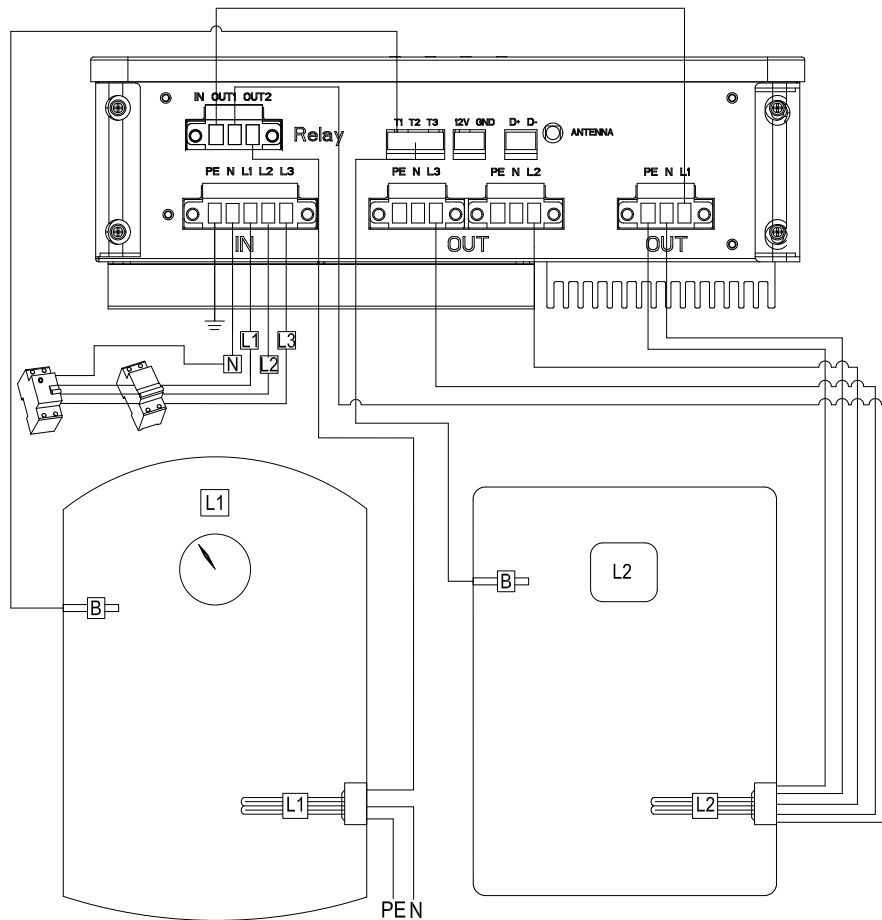 IN OUT1 OUT2
Relay
T1 T2 T3
12V GND
D+ D-
ANTENNA
PE N L1 L2 L3
IN
PE N L3
PE N L2
OUT
PE N L1
OUT
L1
L3
N
L2
L1
B
L2
B
L1
L2
PE N